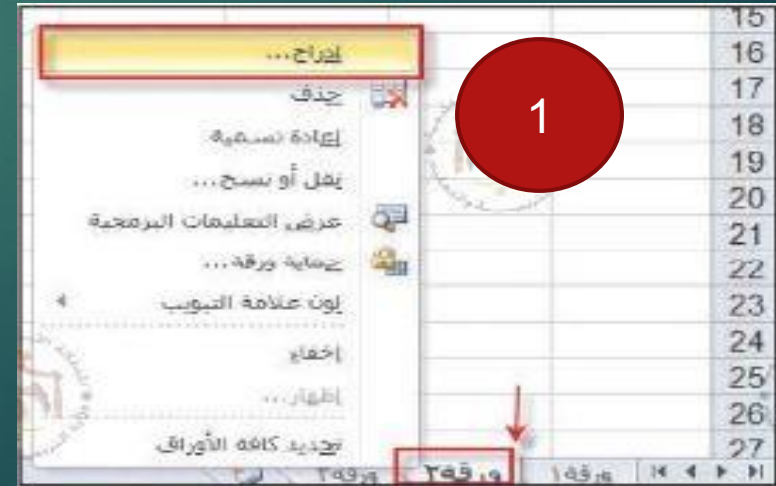 إدراج...
حذف
إعادة تسمية
نقل أو نسخ...
عرض التعليمات البرمجية
حماية ورقة...
لون علامة التبويب
إخفاء
إظهار...
تحديد كافة الأوراق
1
15
16
17
18
19
20
21
22
23
24
25
26
27
ورقة١ ورقة٢ ورقة٣